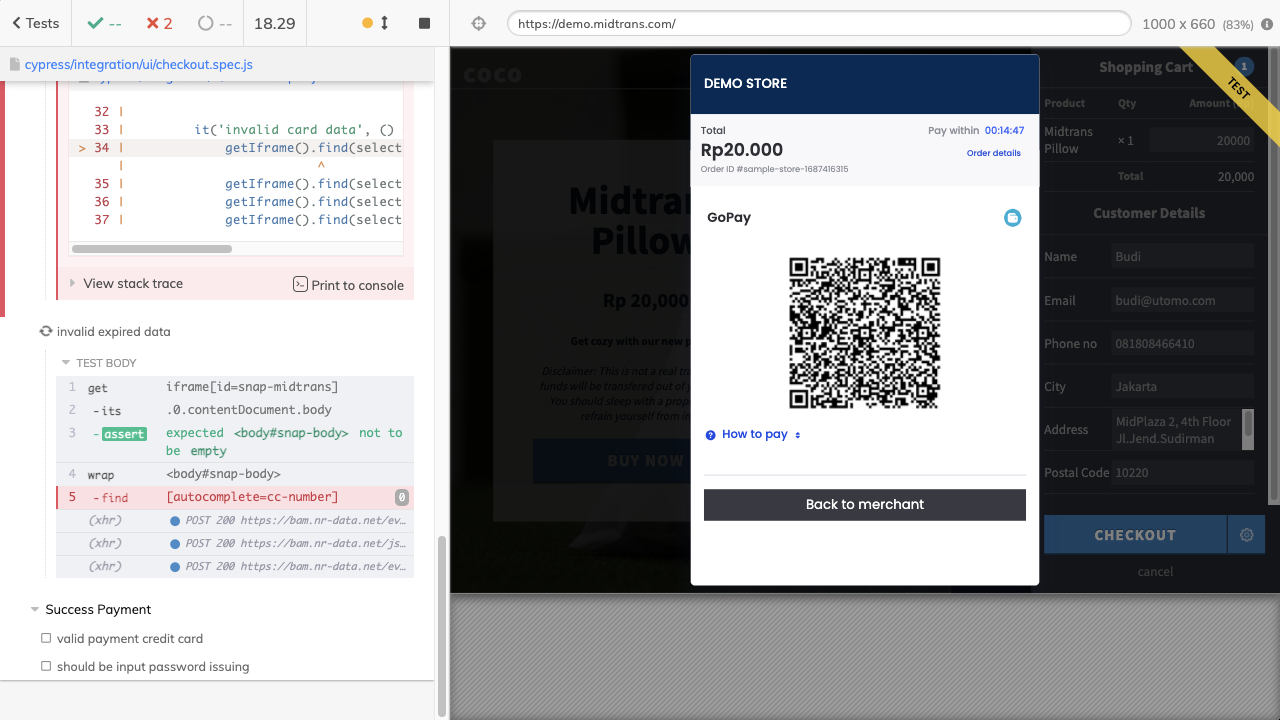 Tests
--
2
--
18.29
https://demo.midtrans.com/
1000 x 660 (83%)
cypress/integration/ui/checkout.spec.js
32 |
33 | it('invalid card data', ()
> 34 | getIframe().find(select
| ^
35 | getIframe().find(select
36 | getIframe().find(select
37 | getIframe().find(select
View stack trace
Print to console
invalid expired data
TEST BODY
1 get iframe[id=snap-midtrans]
2 -its .0.contentDocument.body
3 -assert expected <body#snap-body> not to
be empty
4 wrap <body#snap-body>
5 -find [autocomplete=cc-number] 0
(xhr) POST 200 https://bam.nr-data.net/ev…
(xhr) POST 200 https://bam.nr-data.net/js…
(xhr) POST 200 https://bam.nr-data.net/ev…
Success Payment
valid payment credit card
should be input password issuing
COCO
Midtran
Pillow
Rp 20,000
Get cozy with our new p
Disclaimer: This is not a real tra
funds will be transfered out of y
You should sleep with a prop
refrain yourself from i
BUY NOW
DEMO STORE
Total
Pay within 00:14:47
Rp20.000
Order details
Order ID #sample-store-1687416315
GoPay
How to pay
Back to merchant
Shopping Cart 1
TEST
Product Qty Amount
Midtrans
Pillow × 1 20000
Total 20,000
Customer Details
Name Budi
Email budi@utomo.com
Phone no 081808466410
City Jakarta
Address MidPlaza 2, 4th Floor
Jl.Jend.Sudirman
Postal Code 10220
CHECKOUT
cancel